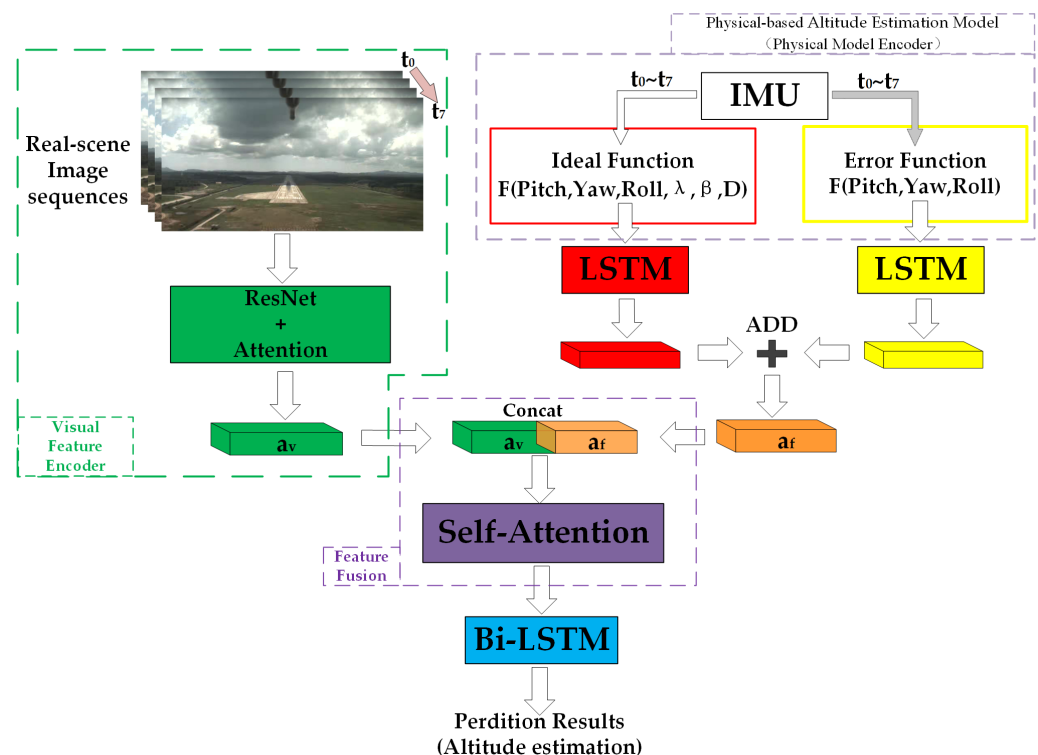 Physical-based Altitude Estimation Model
(Physical Model Encoder)
t0
t7
Real-scene
Image
sequences
t0~t7
IMU
t0~t7
Ideal Function
F(Pitch,Yaw,Roll,λ,β,D)
Error Function
F(Pitch,Yaw,Roll)
LSTM
LSTM
ResNet
+
Attention
ADD
Concat
Visual
Feature
Encoder
av
av
af
af
Self-Attention
Feature
Fusion
Bi-LSTM
Perdition Results
(Altitude estimation)